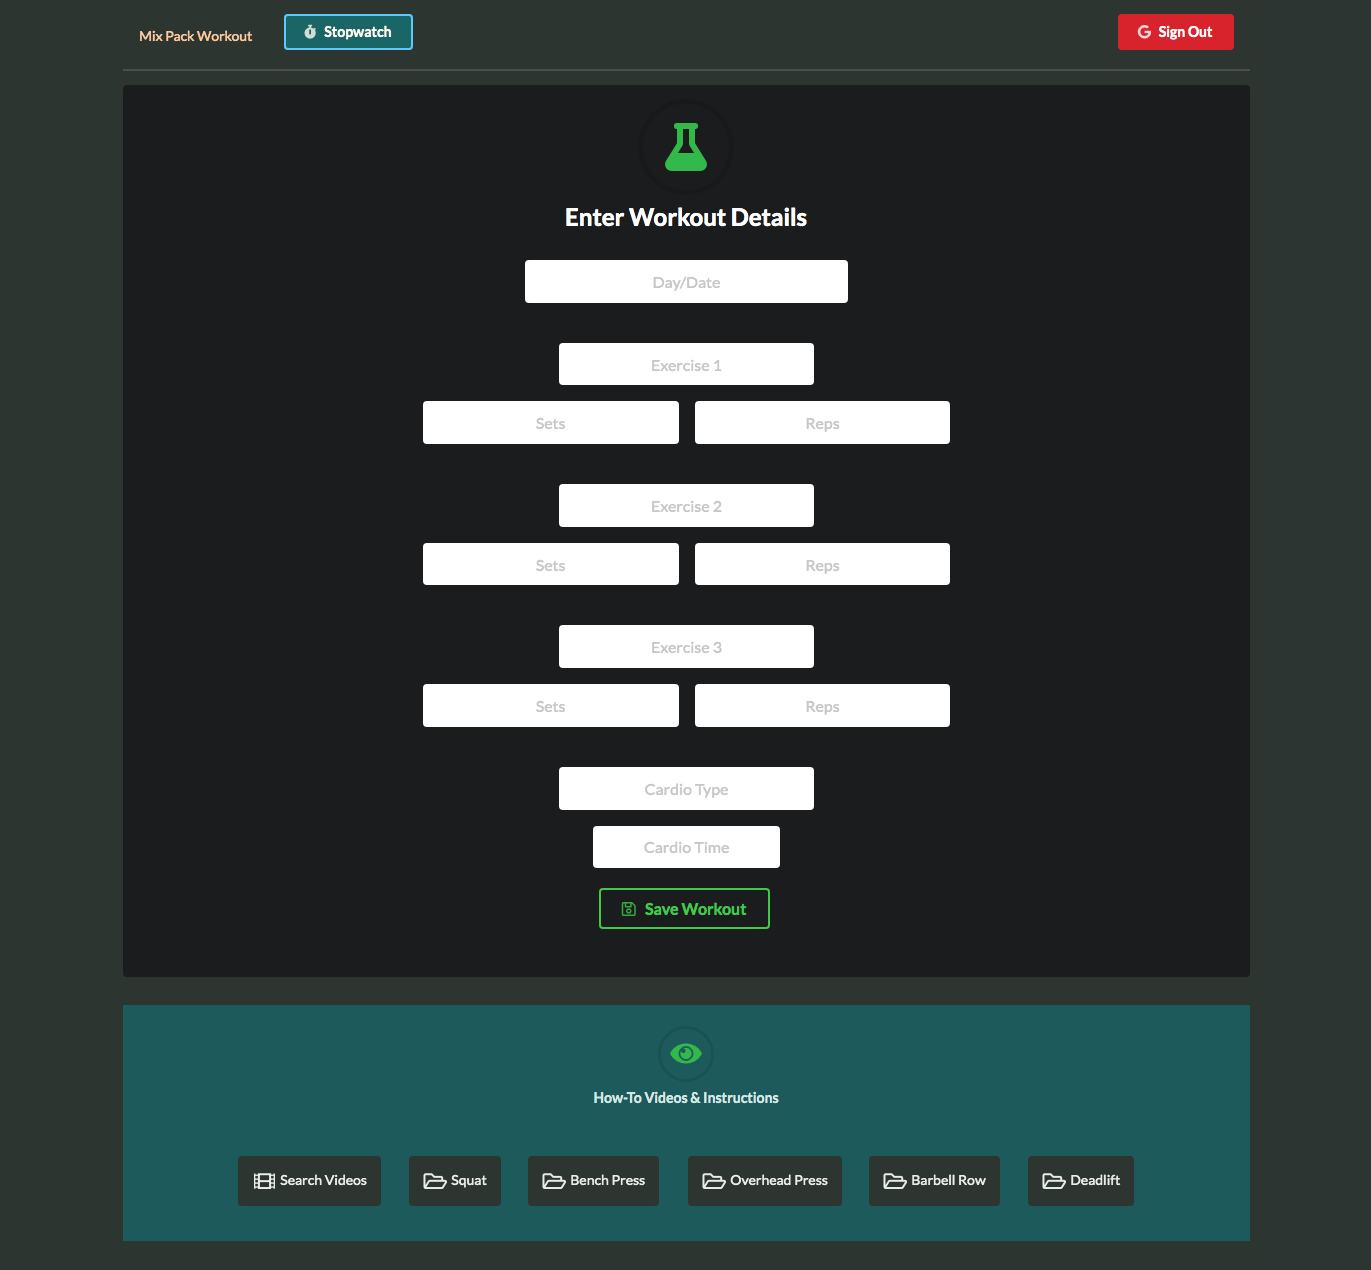 Mix Pack Workout
Stopwatch
Sign Out
Enter Workout Details
Day/Date
Exercise 1
Sets
Reps
Exercise 2
Sets
Reps
Exercise 3
Sets
Reps
Cardio Type
Cardio Time
Save Workout
How-To Videos & Instructions
Search Videos
Squat
Bench Press
Overhead Press
Barbell Row
Deadlift